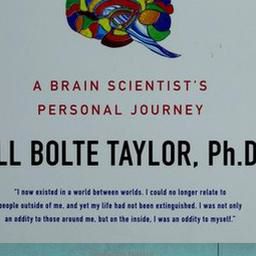 A BRAIN SCIENTIST'S
PERSONAL JOURNEY
LL BOLTE TAYLOR, Ph.D
"I now existed in a world between worlds. I could no longer relate to
people outside of me, and yet my life had not been extinguished. I was not only
an oddity to those around me, but on the inside, I was an oddity to myself."